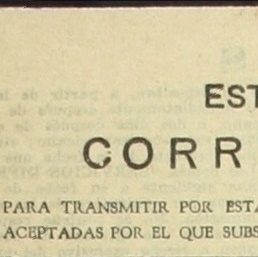 EST
CORR
PARA TRANSMITIR POR ESTA
ACEPTADAS POR EL QUE SUBS